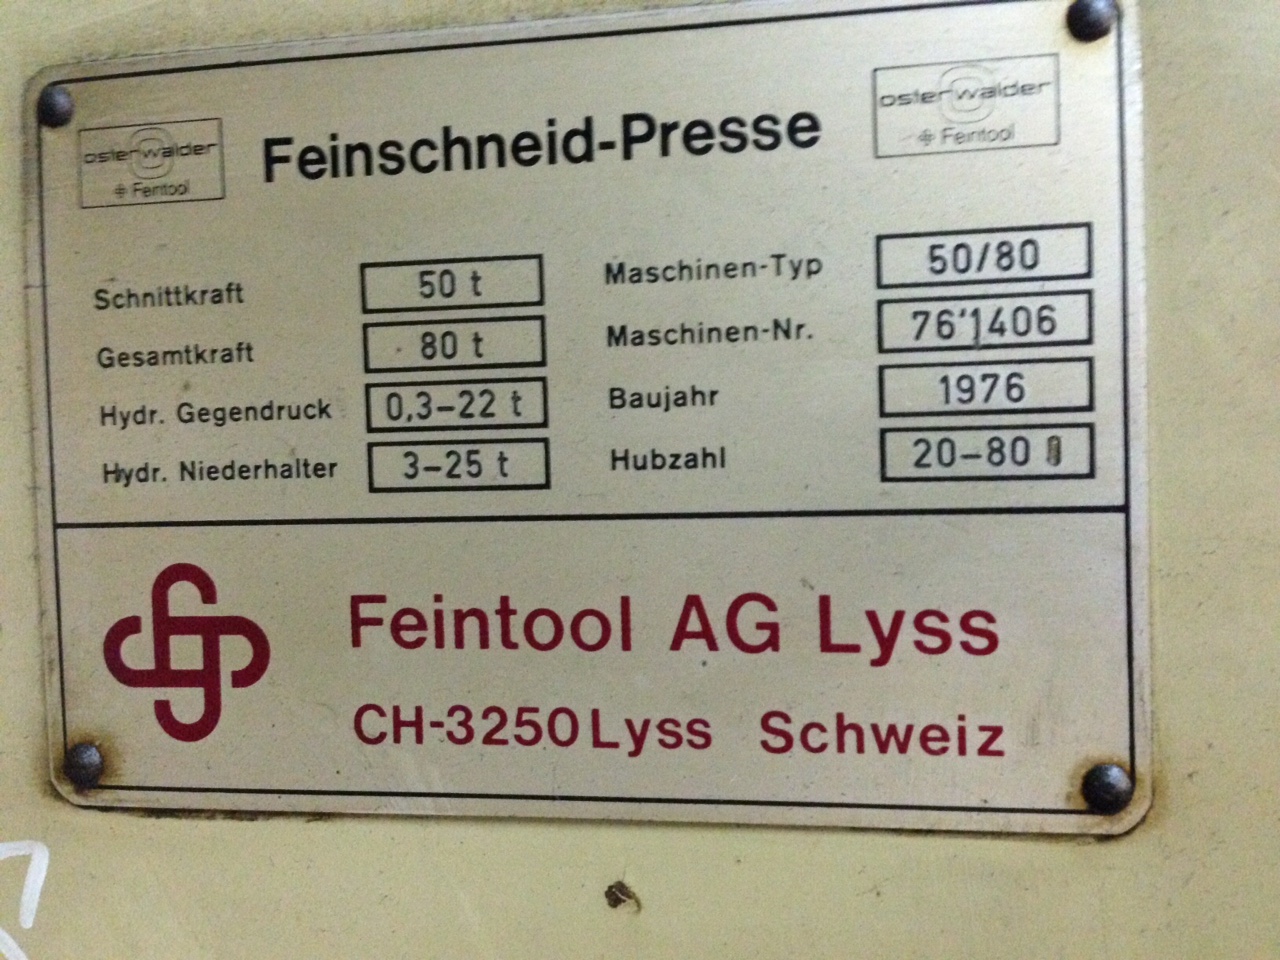 osterwalder
Feintool
Feinschneid-Presse
osterwalder
Feintool
Schnittkraft 50 t
Gesamtkraft 80 t
Hydr. Gegendruck 0,3-22 t
Hydr. Niederhalter 3-25 t
Maschinen-Typ 50/80
Maschinen-Nr. 76'1406
Baujahr 1976
Hubzahl 20-80
Feintool AG Lyss
CH-3250 Lyss Schweiz